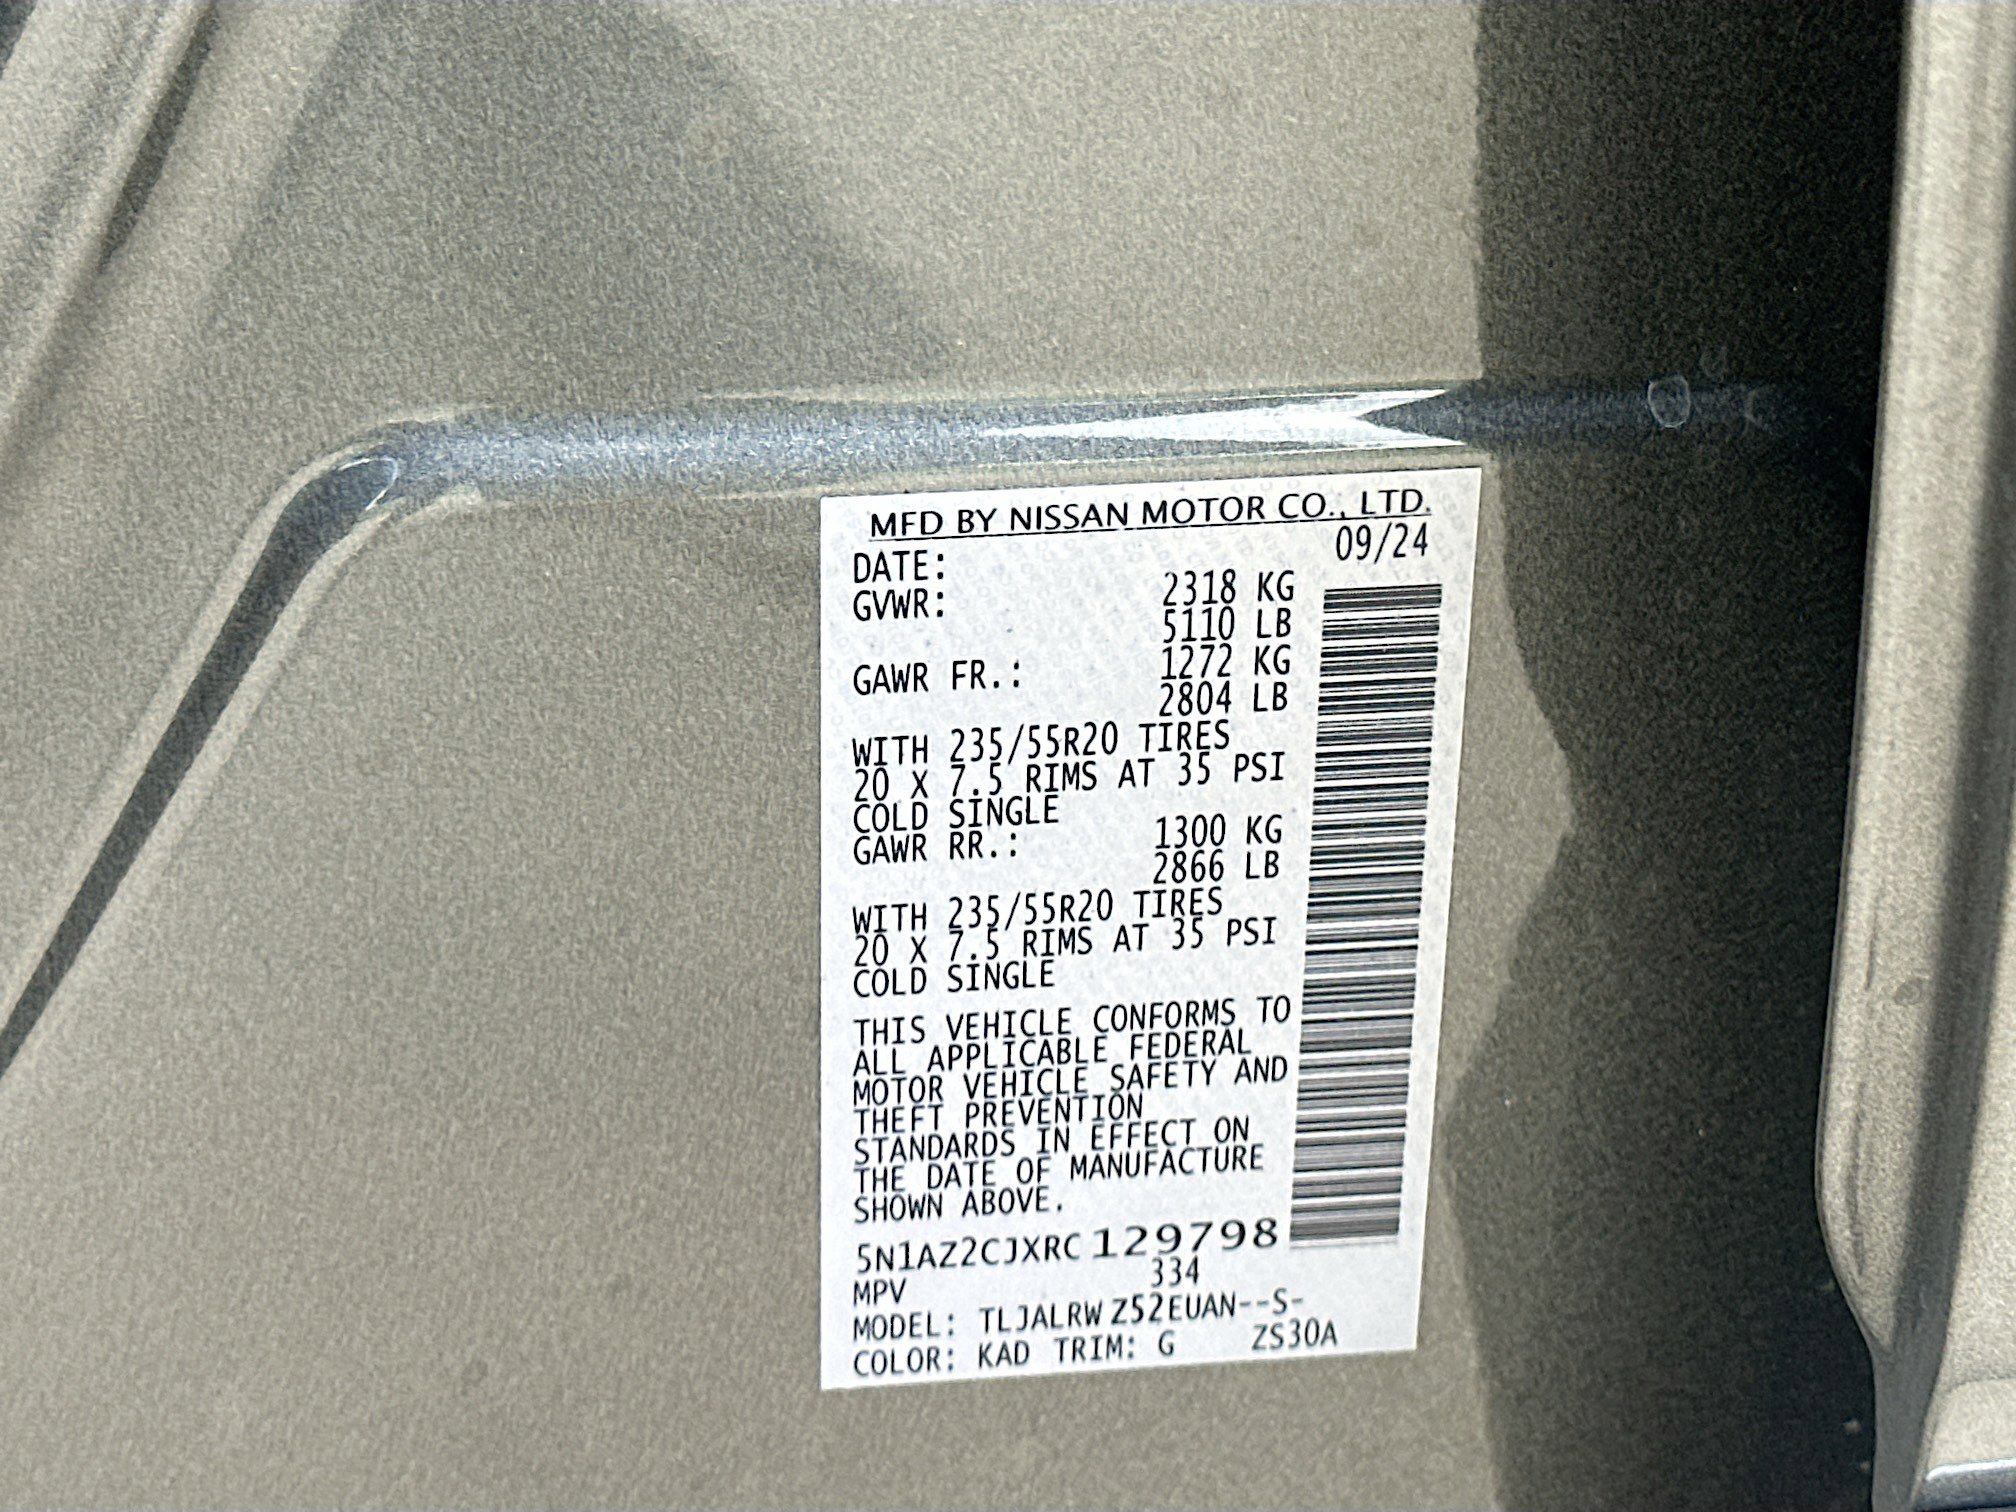 MFD BY NISSAN MOTOR CO., LTD.
DATE: 09/24
GVWR: 2318 KG
5110 LB
GAWR FR.: 1272 KG
2804 LB
WITH 235/55R20 TIRES
20 X 7.5 RIMS AT 35 PSI
COLD SINGLE
GAWR RR.: 1300 KG
2866 LB
WITH 235/55R20 TIRES
20 X 7.5 RIMS AT 35 PSI
COLD SINGLE
THIS VEHICLE CONFORMS TO
ALL APPLICABLE FEDERAL
MOTOR VEHICLE SAFETY AND
THEFT PREVENTION
STANDARDS IN EFFECT ON
THE DATE OF MANUFACTURE
SHOWN ABOVE.
5N1AZ2CJXRC129798
MPV 334
MODEL: TLJALRWZ52EUAN--S-
COLOR: KAD TRIM: G ZS30A